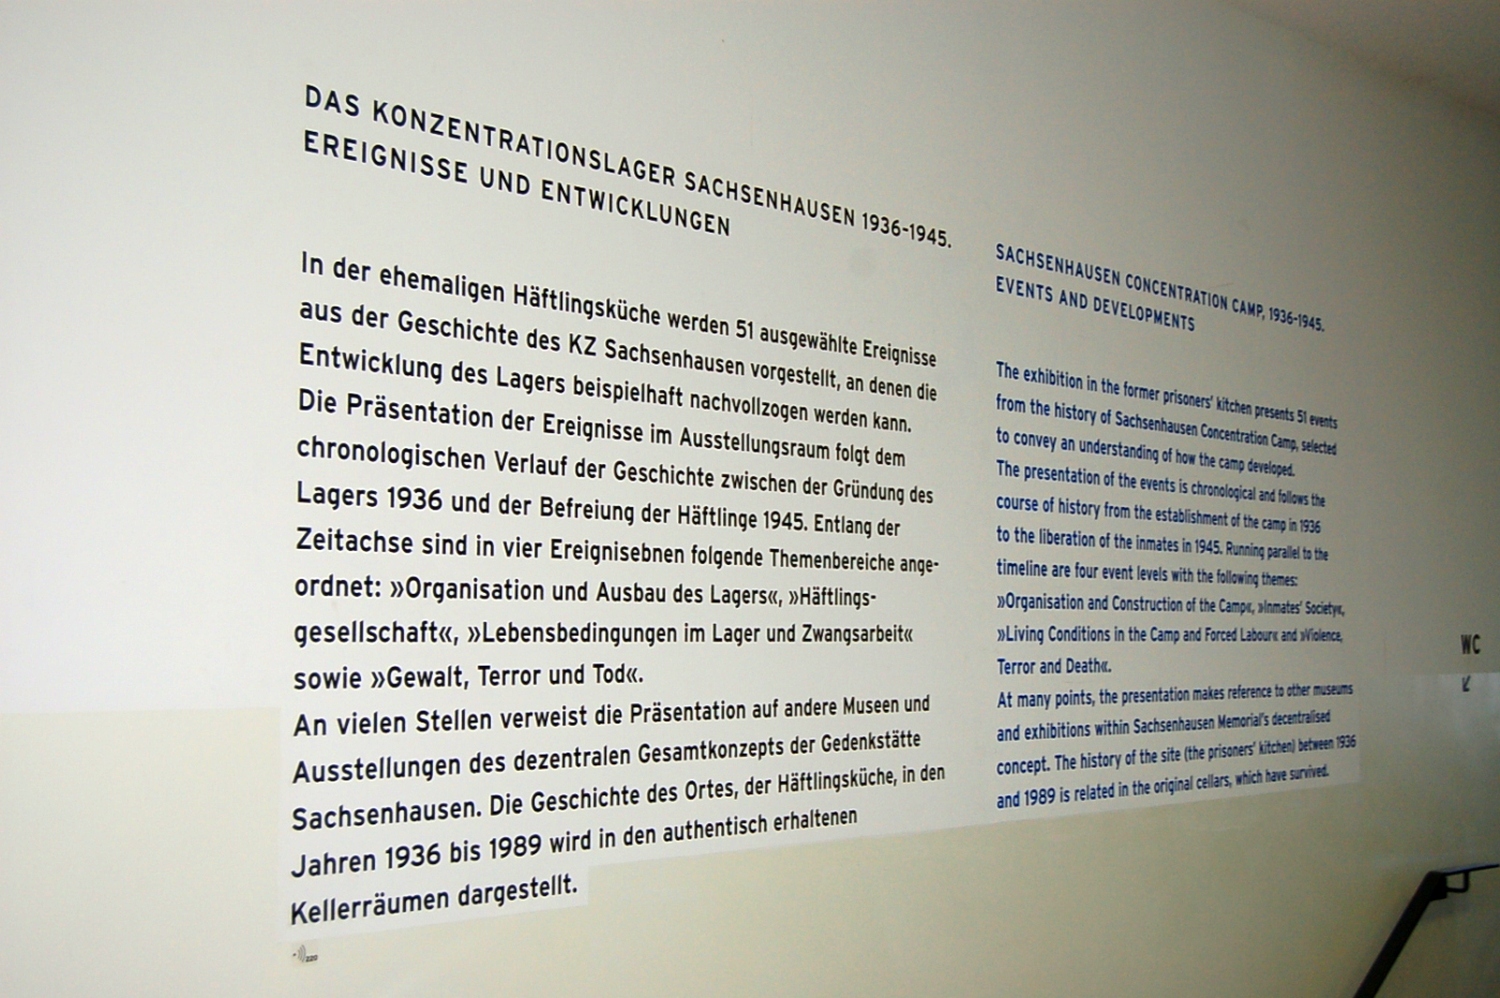 DAS KONZENTRATIONSLAGER SACHSENHAUSEN 1936-1945.
EREIGNISSE UND ENTWICKLUNGEN
In der ehemaligen Häftlingsküche werden 51 ausgewählte Ereignisse
aus der Geschichte des KZ Sachsenhausen vorgestellt, an denen die
Entwicklung des Lagers beispielhaft nachvollzogen werden kann.
Die Präsentation der Ereignisse im Ausstellungsraum folgt dem
chronologischen Verlauf der Geschichte zwischen der Gründung des
Lagers 1936 und der Befreiung der Häftlinge 1945. Entlang der
Zeitachse sind in vier Ereignisebnen folgende Themenbereiche ange-
ordnet: »Organisation und Ausbau des Lagers«, »Häftlings-
gesellschaft«, »Lebensbedingungen im Lager und Zwangsarbeit«
sowie »Gewalt, Terror und Tod«.
An vielen Stellen verweist die Präsentation auf andere Museen und
Ausstellungen des dezentralen Gesamtkonzepts der Gedenkstätte
Sachsenhausen. Die Geschichte des Ortes, der Häftlingsküche, in den
Jahren 1936 bis 1989 wird in den authentisch erhaltenen
Kellerräumen dargestellt.
SACHSENHAUSEN CONCENTRATION CAMP, 1936-1945.
EVENTS AND DEVELOPMENTS
The exhibition in the former prisoners' kitchen presents 51 events
from the history of Sachsenhausen Concentration Camp, selected
to convey an understanding of how the camp developed.
The presentation of the events is chronological and follows the
course of history from the establishment of the camp in 1936
to the liberation of the inmates in 1945. Running parallel to the
timeline are four event levels with the following themes:
»Organisation and Construction of the Camp«, »Inmates' Society«,
»Living Conditions in the Camp and Forced Labour« and »Violence,
Terror and Death«.
At many points, the presentation makes reference to other museums
and exhibitions within Sachsenhausen Memorial's decentralised
concept. The history of the site (the prisoners' kitchen) between 1936
and 1989 is related in the original cellars, which have survived.
WC